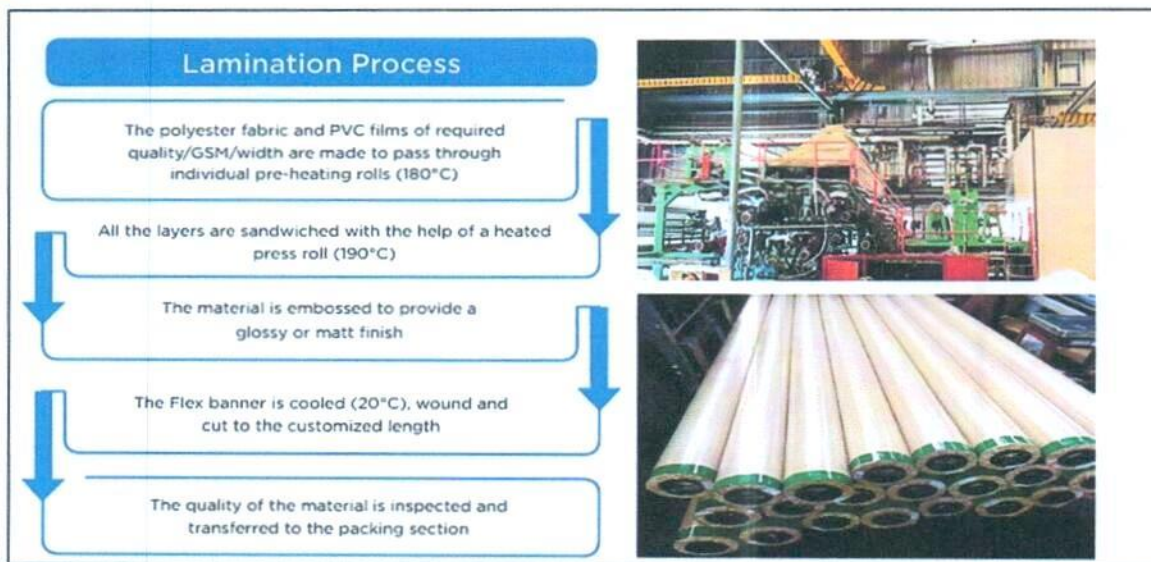 Lamination Process
The polyester fabric and PVC films of required
quality/GSM/width are made to pass through
individual pre-heating rolls (180°C)
All the layers are sandwiched with the help of a heated
press roll (190°C)
The material is embossed to provide a
glossy or matt finish
The Flex banner is cooled (20°C), wound and
cut to the customized length
The quality of the material is inspected and
transferred to the packing section